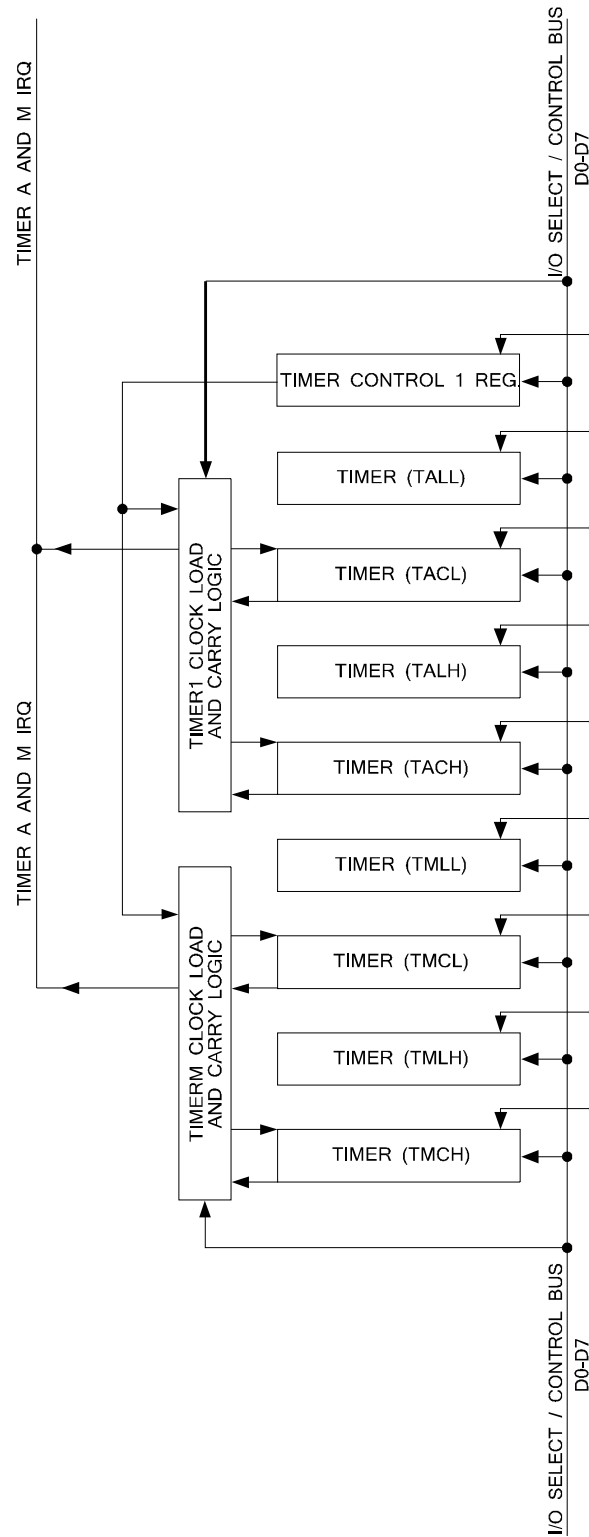 TIMER A AND M IRQ
I/O SELECT / CONTROL BUS
D0-D7
TIMER CONTROL 1 REG.
TIMER (TALL)
TIMER1 CLOCK LOAD
AND CARRY LOGIC
TIMER (TACL)
TIMER (TALH)
TIMER (TACH)
TIMER A AND M IRQ
TIMER (TMLL)
TIMERM CLOCK LOAD
AND CARRY LOGIC
TIMER (TMCL)
TIMER (TMLH)
TIMER (TMCH)
I/O SELECT / CONTROL BUS
D0-D7